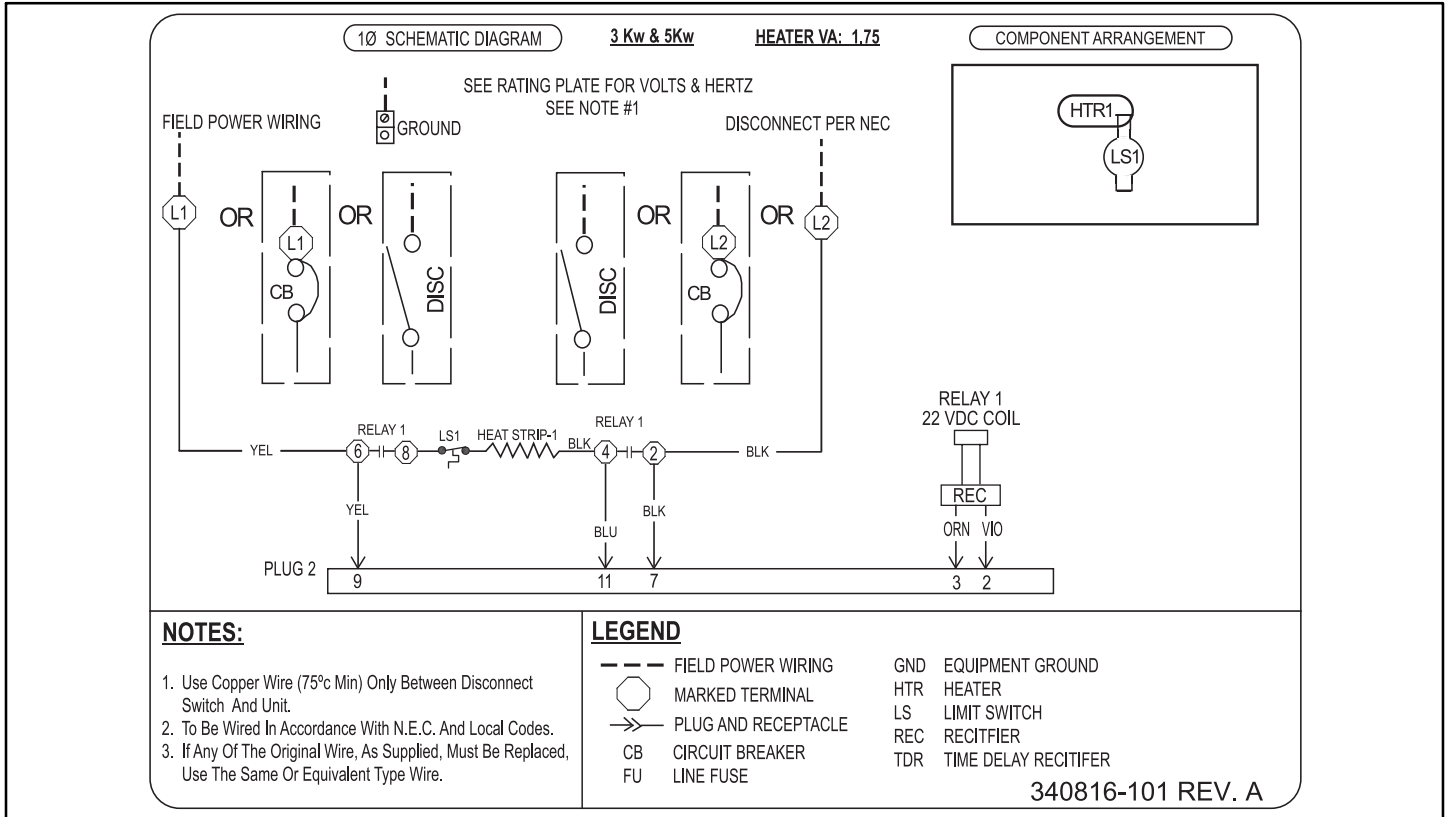 1Ø SCHEMATIC DIAGRAM
3 Kw & 5Kw
HEATER VA: 1,75
COMPONENT ARRANGEMENT
SEE RATING PLATE FOR VOLTS & HERTZ
SEE NOTE #1
FIELD POWER WIRING
GROUND
DISCONNECT PER NEC
HTR1
LS1
L1
OR
L1
CB
OR
DISC
DISC
OR
L2
CB
OR
L2
RELAY 1
22 VDC COIL
REC
ORN VIO
YEL
RELAY 1
6
8
LS1
HEAT STRIP-1
BLK
RELAY 1
4
2
BLK
YEL
BLU
BLK
PLUG 2
9
11
7
3
2
NOTES:
1. Use Copper Wire (75ºc Min) Only Between Disconnect
Switch And Unit.
2. To Be Wired In Accordance With N.E.C. And Local Codes.
3. If Any Of The Original Wire, As Supplied, Must Be Replaced,
Use The Same Or Equivalent Type Wire.
LEGEND
FIELD POWER WIRING
MARKED TERMINAL
PLUG AND RECEPTACLE
CB CIRCUIT BREAKER
FU LINE FUSE
GND EQUIPMENT GROUND
HTR HEATER
LS LIMIT SWITCH
REC RECITFIER
TDR TIME DELAY RECITIFER
340816-101 REV. A